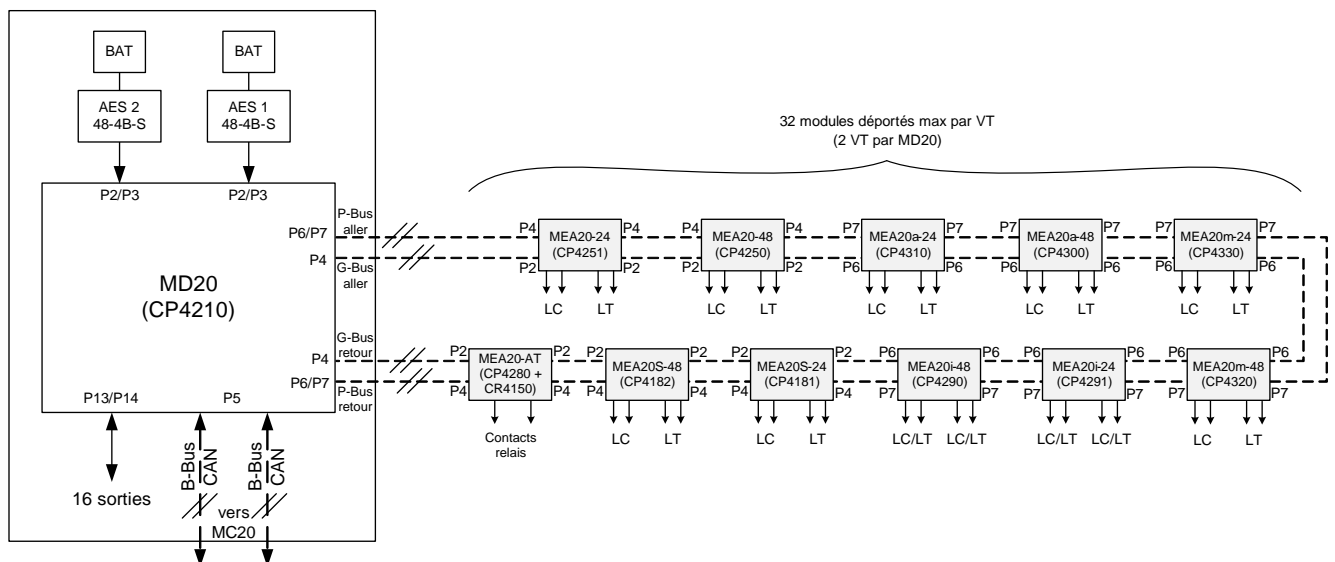 BAT
BAT
AES 2
48-4B-S
AES 1
48-4B-S
P2/P3
P2/P3
MD20
(CP4210)
P6/P7
P4
P4
P6/P7
P13/P14
P5
P-Bus
aller
G-Bus
aller
G-Bus
retour
P-Bus
retour
16 sorties
B-Bus
CAN
B-Bus
CAN
vers
MC20
32 modules déportés max par VT
(2 VT par MD20)
P4 MEA20-24 P4
(CP4251)
P2 P2
LC LT
P4 MEA20-48 P4
(CP4250)
P2 P2
LC LT
P7 MEA20a-24 P7
(CP4310)
P6 P6
LC LT
P7 MEA20a-48 P7
(CP4300)
P6 P6
LC LT
P7 MEA20m-24 P7
(CP4330)
P6 P6
LC LT
P2 MEA20-AT P2
(CP4280 +
CR4150)
P4 P4
Contacts
relais
P2 MEA20S-48 P2
(CP4182)
P4 P4
LC LT
P2 MEA20S-24 P2
(CP4181)
P4 P4
LC LT
P6 MEA20i-48 P6
(CP4290)
P7 P7
LC/LT LC/LT
P6 MEA20i-24 P6
(CP4291)
P7 P7
LC/LT LC/LT
P6 MEA20m-48 P6
(CP4320)
P7 P7
LC LT